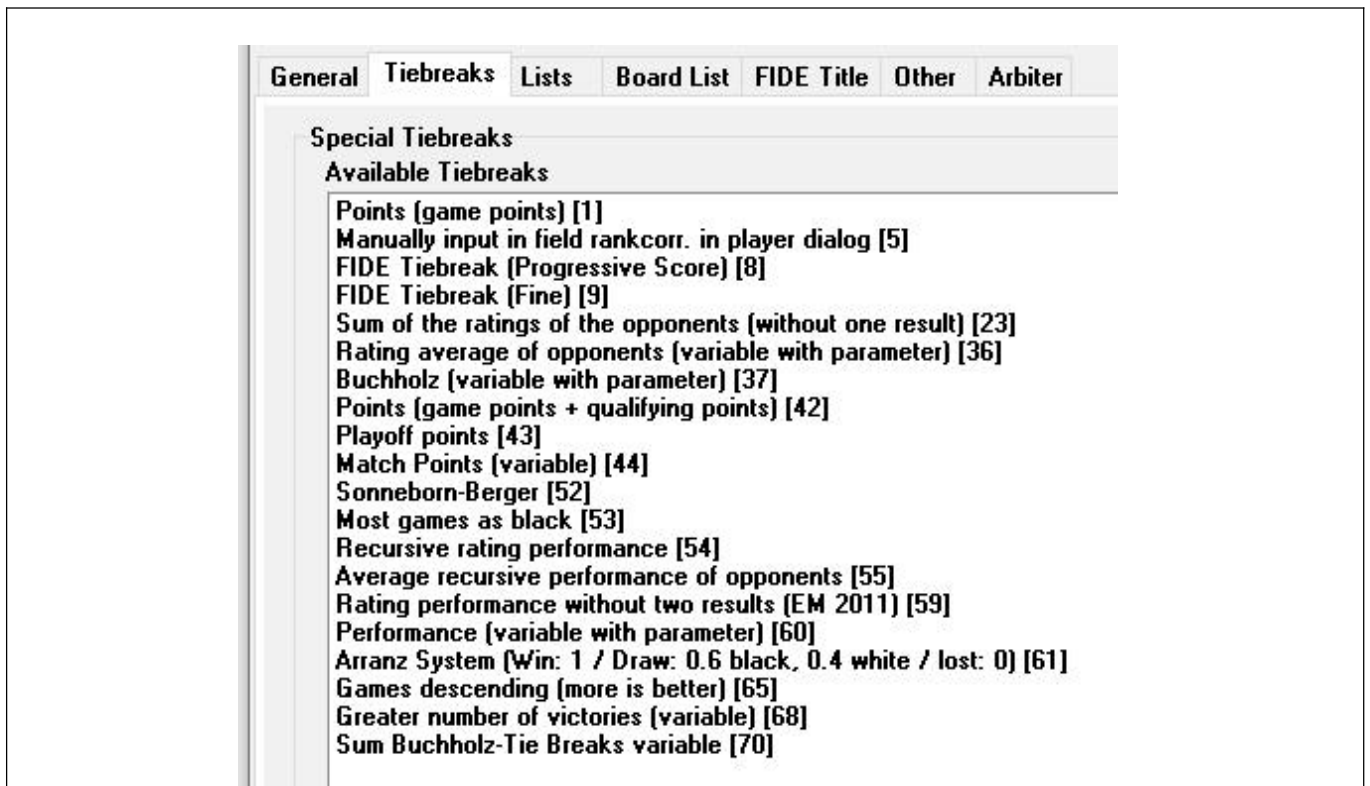 General Tiebreaks Lists Board List FIDE Title Other Arbiter
Special Tiebreaks
Available Tiebreaks
Points (game points) [1]
Manually input in field rankcorr. in player dialog [5]
FIDE Tiebreak (Progressive Score) [8]
FIDE Tiebreak (Fine) [9]
Sum of the ratings of the opponents (without one result) [23]
Rating average of opponents (variable with parameter) [36]
Buchholz (variable with parameter) [37]
Points (game points + qualifying points) [42]
Playoff points [43]
Match Points (variable) [44]
Sonneborn-Berger [52]
Most games as black [53]
Recursive rating performance [54]
Average recursive performance of opponents [55]
Rating performance without two results (EM 2011) [59]
Performance (variable with parameter) [60]
Arranz System (Win: 1 / Draw: 0.6 black, 0.4 white / lost: 0) [61]
Games descending (more is better) [65]
Greater number of victories (variable) [68]
Sum Buchholz-Tie Breaks variable [70]